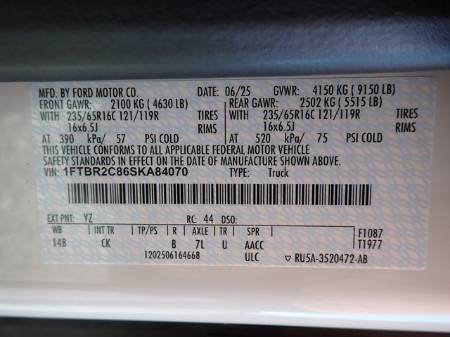 MFD. BY FORD MOTOR CO. 06/25 GVWR: 4150 KG (9150 LB)
FRONT GAWR: 2100 KG (4630 LB) REAR GAWR: 2502 KG (5515 LB)
WITH 235/65R16C 121/119R TIRES WITH 235/65R16C 121/119R TIRES
16x6.5J RIMS 16x6.5J RIMS
AT 390 kPa/ 57 PSI COLD AT 520 kPa/ 75 PSI COLD
THIS VEHICLE CONFORMS TO ALL APPLICABLE FEDERAL MOTOR VEHICLE
SAFETY STANDARDS IN EFFECT ON THE DATE OF MANUFACTURE SHOWN ABOVE.
VIN: 1FTBR2C86SKA84070 TYPE: Truck
EXT PNT: YZ RC: 44 DSO:
WB INT TR TP/PS R AXLE TR SPR F1087
148 CK B 7L U AACC T1977
1202506164668 ULC RU5A-3520472-AB